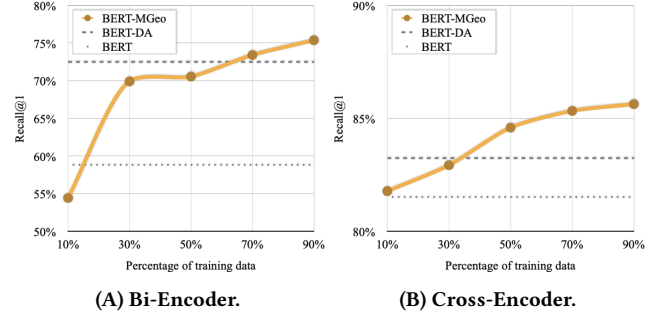 80%
75%
70%
65%
60%
55%
50%
Recall@1
BERT-MGeo
BERT-DA
BERT
10%
30%
50%
70%
90%
Percentage of training data
(A) Bi-Encoder.
90%
85%
80%
Recall@1
BERT-MGeo
BERT-DA
BERT
10%
30%
50%
70%
90%
Percentage of training data
(B) Cross-Encoder.